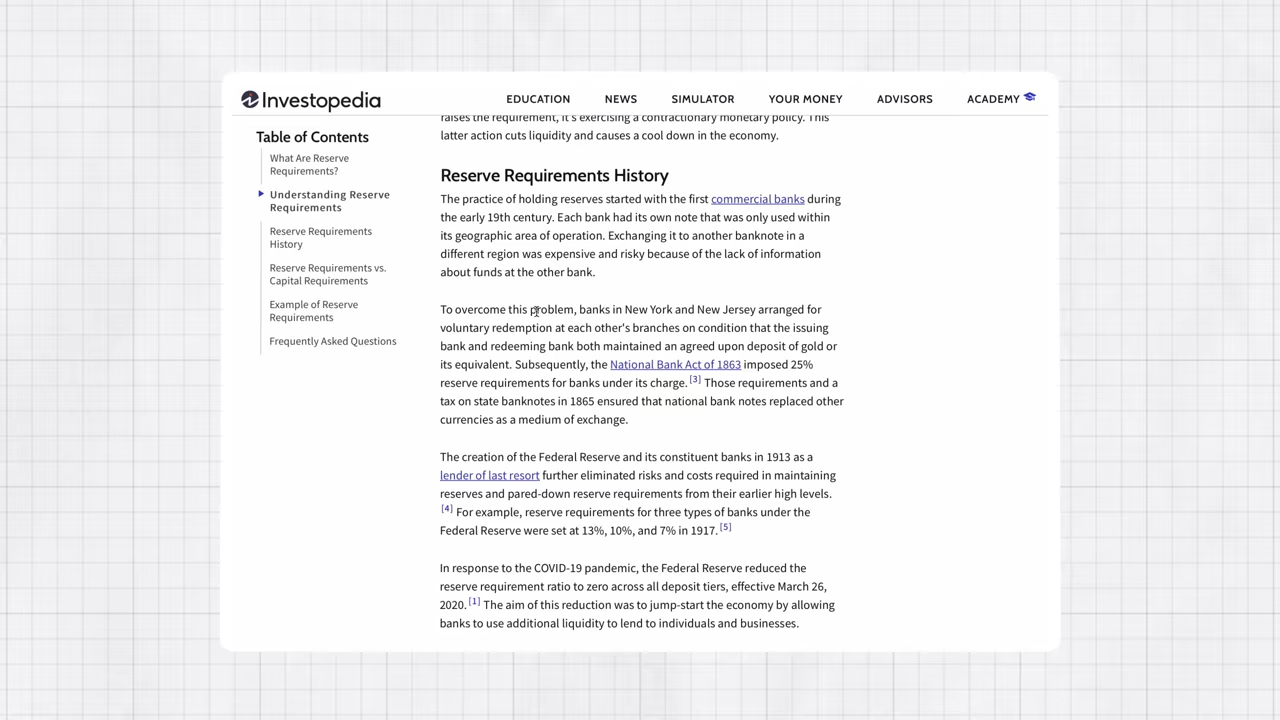 Investopedia
EDUCATION NEWS SIMULATOR YOUR MONEY ADVISORS ACADEMY
Table of Contents
What Are Reserve
Requirements?
Understanding Reserve
Requirements
Reserve Requirements
History
Reserve Requirements vs.
Capital Requirements
Example of Reserve
Requirements
Frequently Asked Questions
raises the requirement, it's exercising a contractionary monetary policy. This
latter action cuts liquidity and causes a cool down in the economy.
Reserve Requirements History
The practice of holding reserves started with the first commercial banks during
the early 19th century. Each bank had its own note that was only used within
its geographic area of operation. Exchanging it to another banknote in a
different region was expensive and risky because of the lack of information
about funds at the other bank.
To overcome this problem, banks in New York and New Jersey arranged for
voluntary redemption at each other's branches on condition that the issuing
bank and redeeming bank both maintained an agreed upon deposit of gold or
its equivalent. Subsequently, the National Bank Act of 1863 imposed 25%
reserve requirements for banks under its charge. [3] Those requirements and a
tax on state banknotes in 1865 ensured that national bank notes replaced other
currencies as a medium of exchange.
The creation of the Federal Reserve and its constituent banks in 1913 as a
lender of last resort further eliminated risks and costs required in maintaining
reserves and pared-down reserve requirements from their earlier high levels.
[4] For example, reserve requirements for three types of banks under the
Federal Reserve were set at 13%, 10%, and 7% in 1917. [5]
In response to the COVID-19 pandemic, the Federal Reserve reduced the
reserve requirement ratio to zero across all deposit tiers, effective March 26,
2020. [1] The aim of this reduction was to jump-start the economy by allowing
banks to use additional liquidity to lend to individuals and businesses.